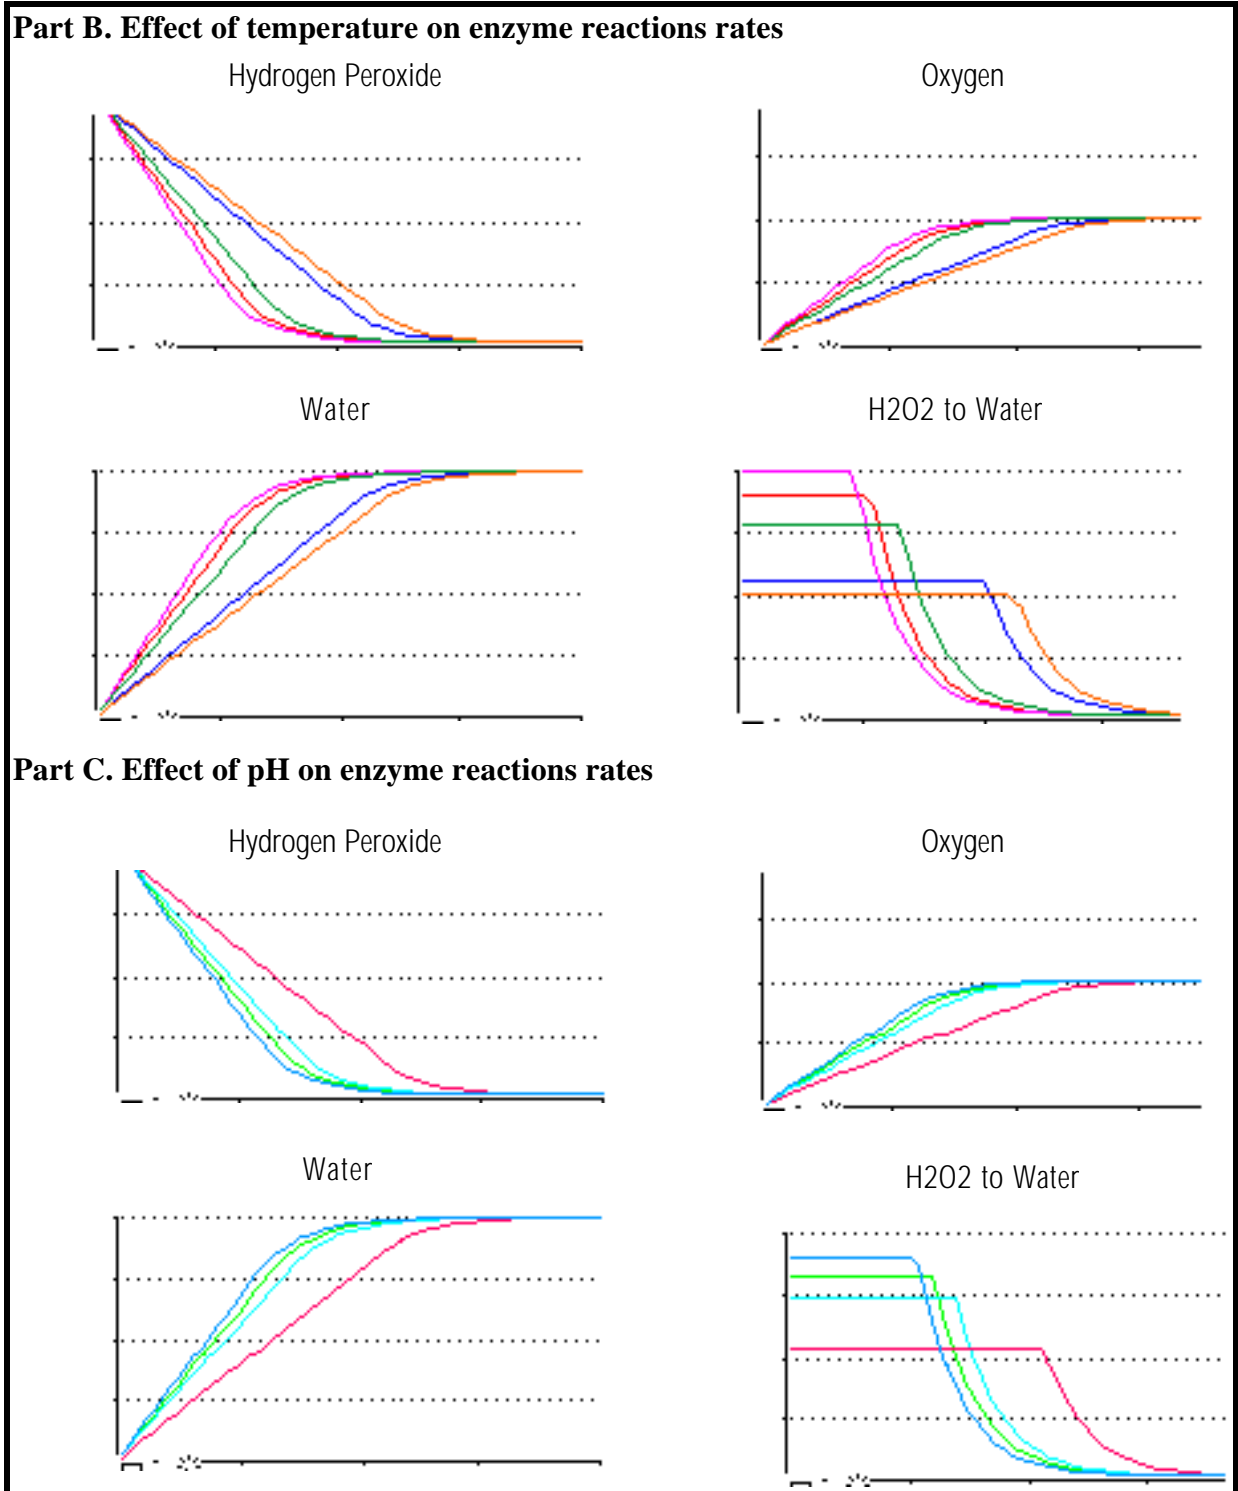 Part B. Effect of temperature on enzyme reactions rates
Hydrogen Peroxide
Oxygen
Water
H2O2 to Water
Part C. Effect of pH on enzyme reactions rates
Hydrogen Peroxide
Oxygen
Water
H2O2 to Water